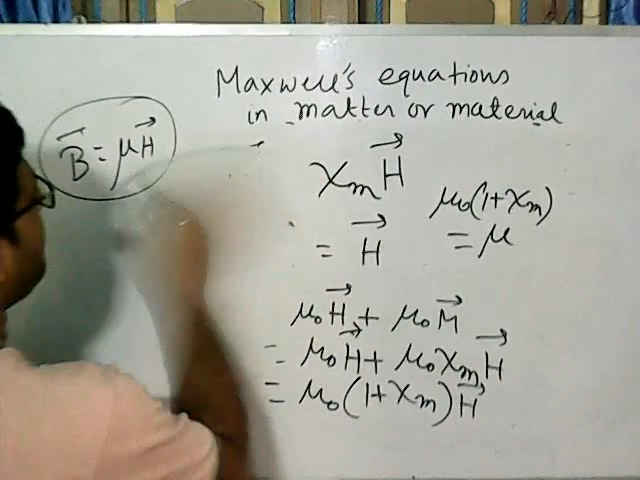 Maxwell's equations
in matter or material
B⃗ = μH⃗
χₘH⃗
= H⃗
μ₀(1+χₘ)
= μ
μ₀H⃗ + μ₀M⃗
= μ₀H⃗ + μ₀χₘH⃗
= μ₀(1+χₘ)H⃗